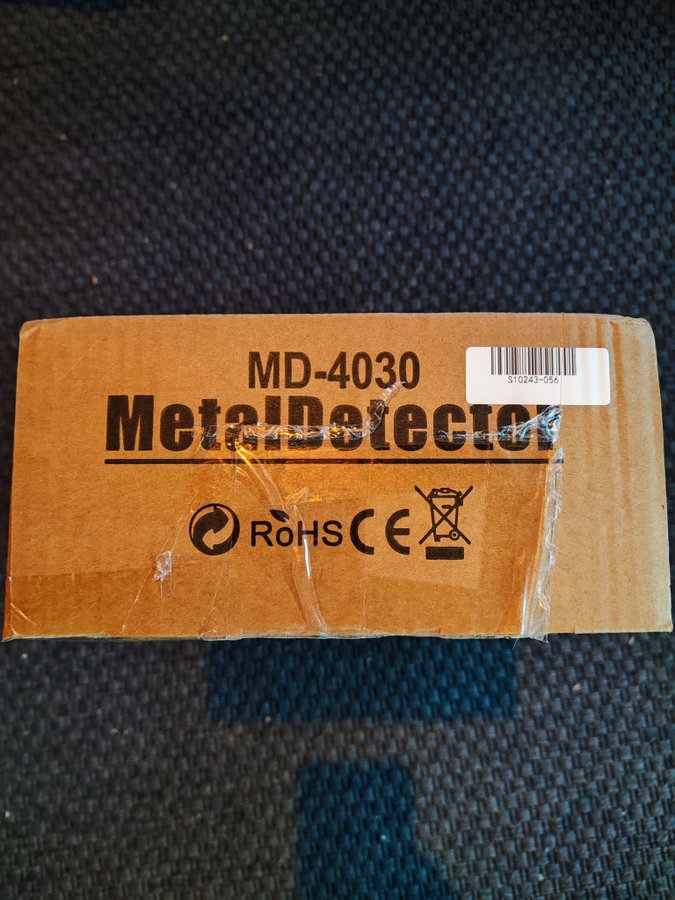 MD-4030
S10243-056
MetalDetector
RoHS CE